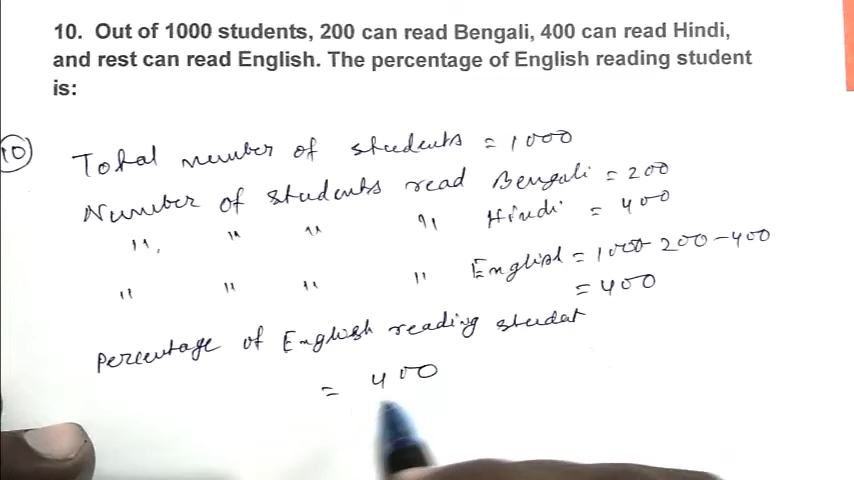 10. Out of 1000 students, 200 can read Bengali, 400 can read Hindi,
and rest can read English. The percentage of English reading student
is:
10 Total number of students = 1000
Number of students read Bengali = 200
" " " " Hindi = 400
" " " " English = 1000-200-400
= 400
Percentage of English reading student
= 400